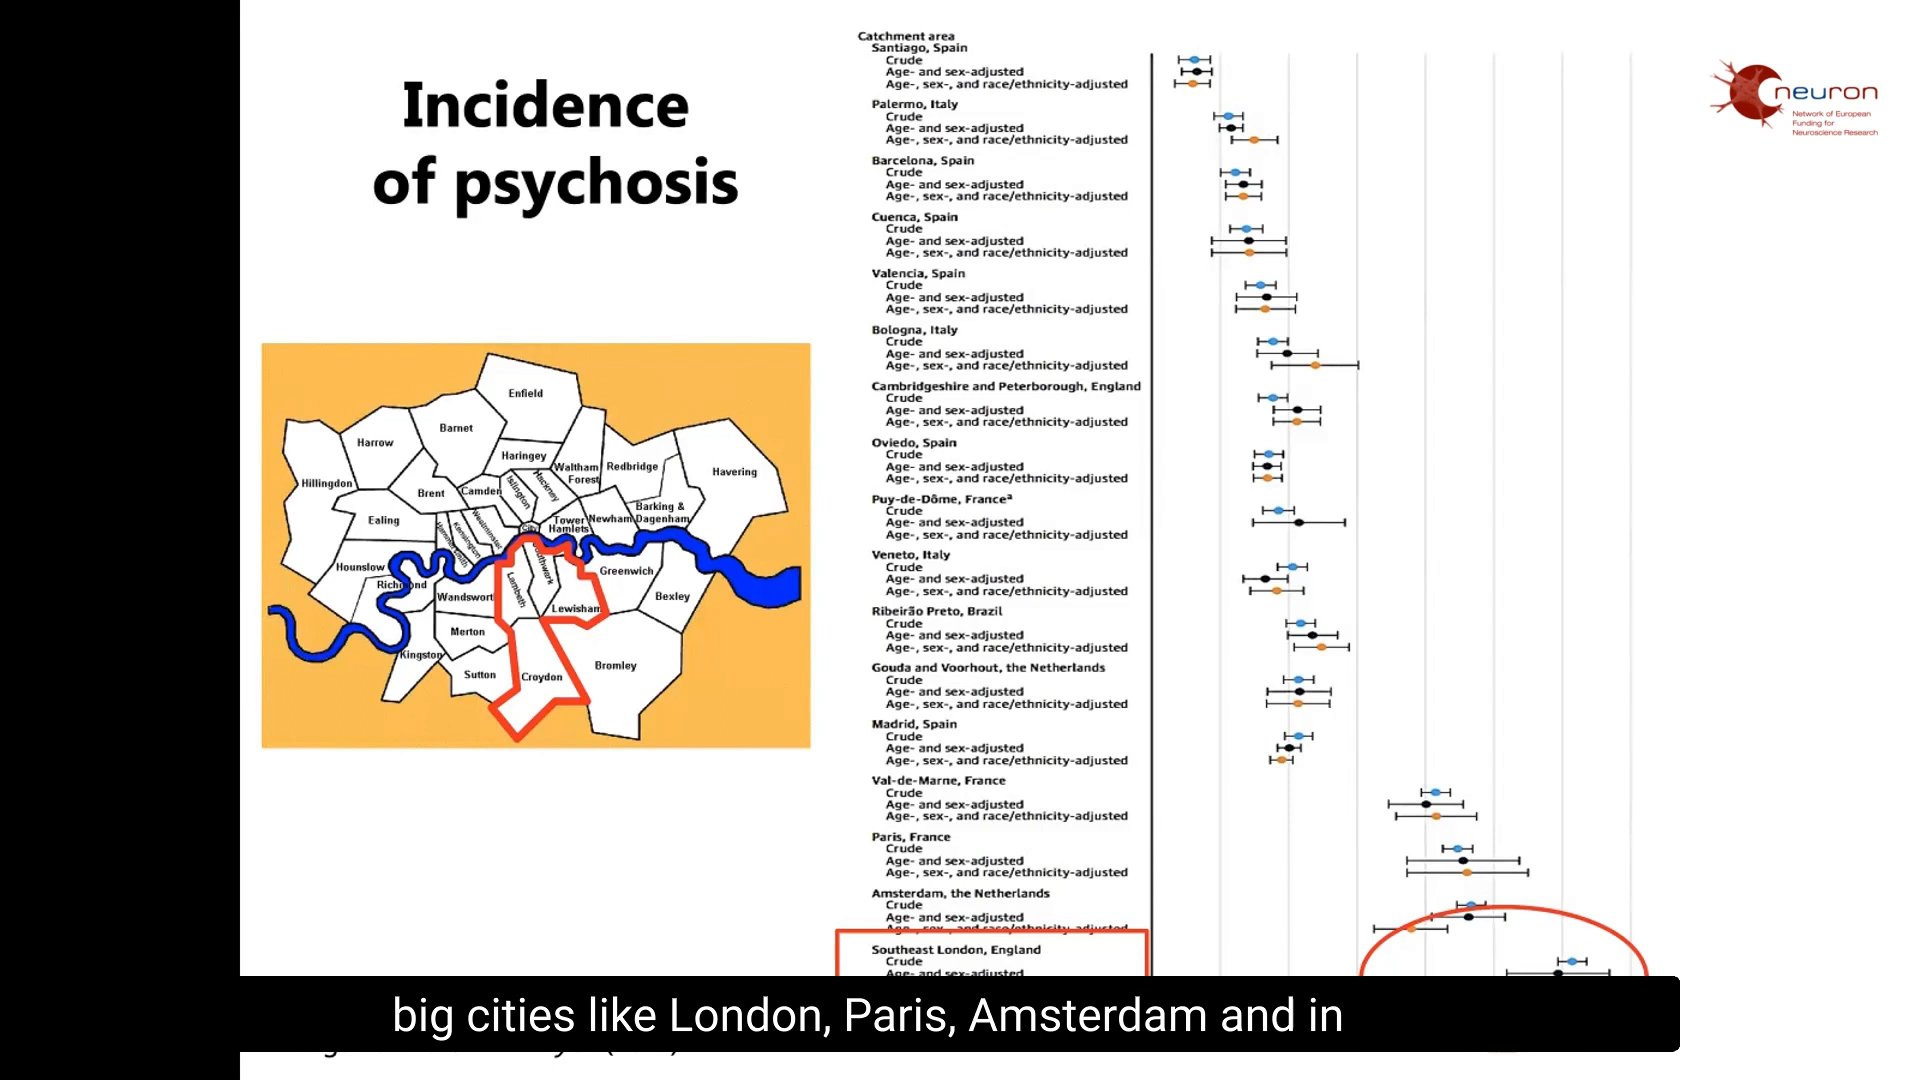 Incidence
of psychosis
Enfield
Harrow
Barnet
Haringey
Waltham
Forest
Redbridge
Havering
Hillingdon
Brent
Camden
Islington
Hackney
Barking &
Dagenham
Ealing
Westminster
Kensington
City
Tower
Hamlets
Newham
Hounslow
Richmond
Wandsworth
Lambeth
Southwark
Greenwich
Lewisham
Bexley
Merton
Kingston
Sutton
Croydon
Bromley
Catchment area
Santiago, Spain
Crude
Age- and sex-adjusted
Age-, sex-, and race/ethnicity-adjusted
Palermo, Italy
Crude
Age- and sex-adjusted
Age-, sex-, and race/ethnicity-adjusted
Barcelona, Spain
Crude
Age- and sex-adjusted
Age-, sex-, and race/ethnicity-adjusted
Cuenca, Spain
Crude
Age- and sex-adjusted
Age-, sex-, and race/ethnicity-adjusted
Valencia, Spain
Crude
Age- and sex-adjusted
Age-, sex-, and race/ethnicity-adjusted
Bologna, Italy
Crude
Age- and sex-adjusted
Age-, sex-, and race/ethnicity-adjusted
Cambridgeshire and Peterborough, England
Crude
Age- and sex-adjusted
Age-, sex-, and race/ethnicity-adjusted
Oviedo, Spain
Crude
Age- and sex-adjusted
Age-, sex-, and race/ethnicity-adjusted
Puy-de-Dôme, Franceª
Crude
Age- and sex-adjusted
Age-, sex-, and race/ethnicity-adjusted
Veneto, Italy
Crude
Age- and sex-adjusted
Age-, sex-, and race/ethnicity-adjusted
Ribeirão Preto, Brazil
Crude
Age- and sex-adjusted
Age-, sex-, and race/ethnicity-adjusted
Gouda and Voorhout, the Netherlands
Crude
Age- and sex-adjusted
Age-, sex-, and race/ethnicity-adjusted
Madrid, Spain
Crude
Age- and sex-adjusted
Age-, sex-, and race/ethnicity-adjusted
Val-de-Marne, France
Crude
Age- and sex-adjusted
Age-, sex-, and race/ethnicity-adjusted
Paris, France
Crude
Age- and sex-adjusted
Age-, sex-, and race/ethnicity-adjusted
Amsterdam, the Netherlands
Crude
Age- and sex-adjusted
Age-, sex-, and race/ethnicity-adjusted
Southeast London, England
Crude
Age- and sex-adjusted
neuron
Network of European
Funding for
Neuroscience Research
big cities like London, Paris, Amsterdam and in